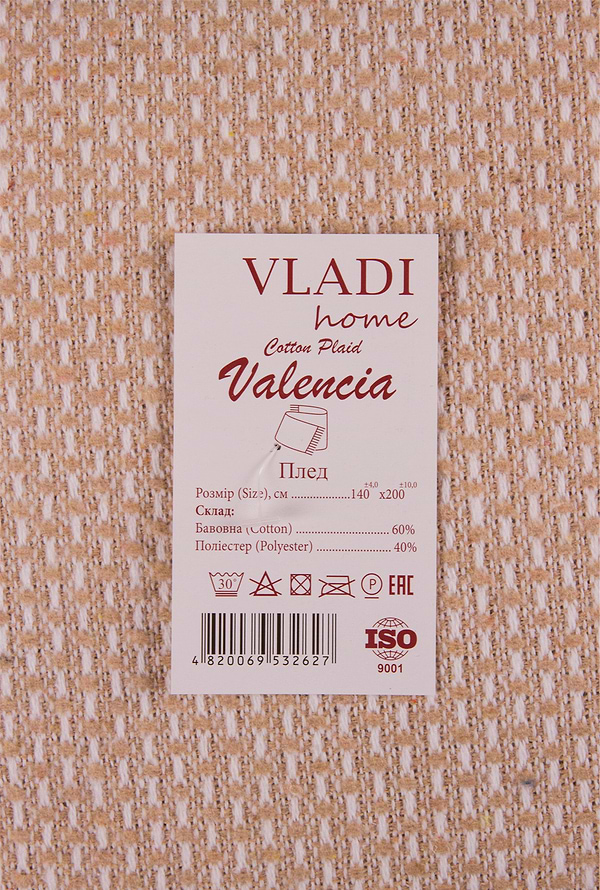 VLADI
home
Cotton Plaid
Valencia
Плед
Розмір (Size), см ..................140 ±4,0 x200 ±10,0
Склад:
Бавовна (Cotton) ............................ 60%
Поліестер (Polyester) ....................... 40%
30° P EAC
ISO
4 820069 532627
9001